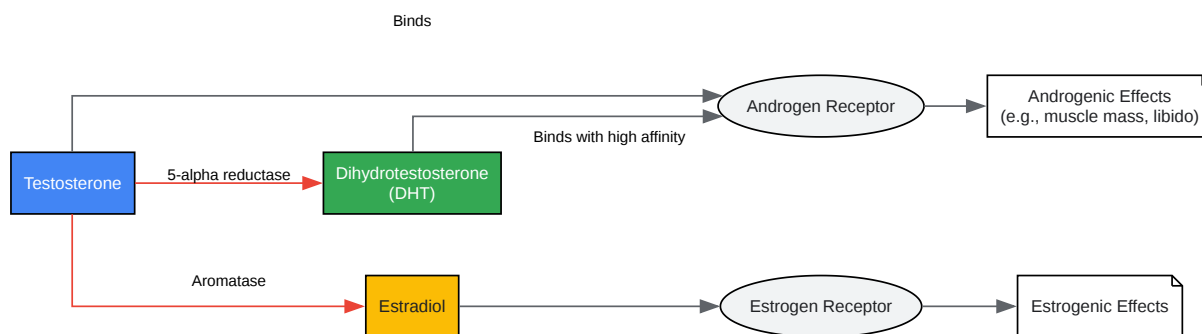 Binds
Androgen Receptor
Androgenic Effects
(e.g., muscle mass, libido)
Binds with high affinity
Testosterone
5-alpha reductase
Dihydrotestosterone
(DHT)
Aromatase
Estradiol
Estrogen Receptor
Estrogenic Effects